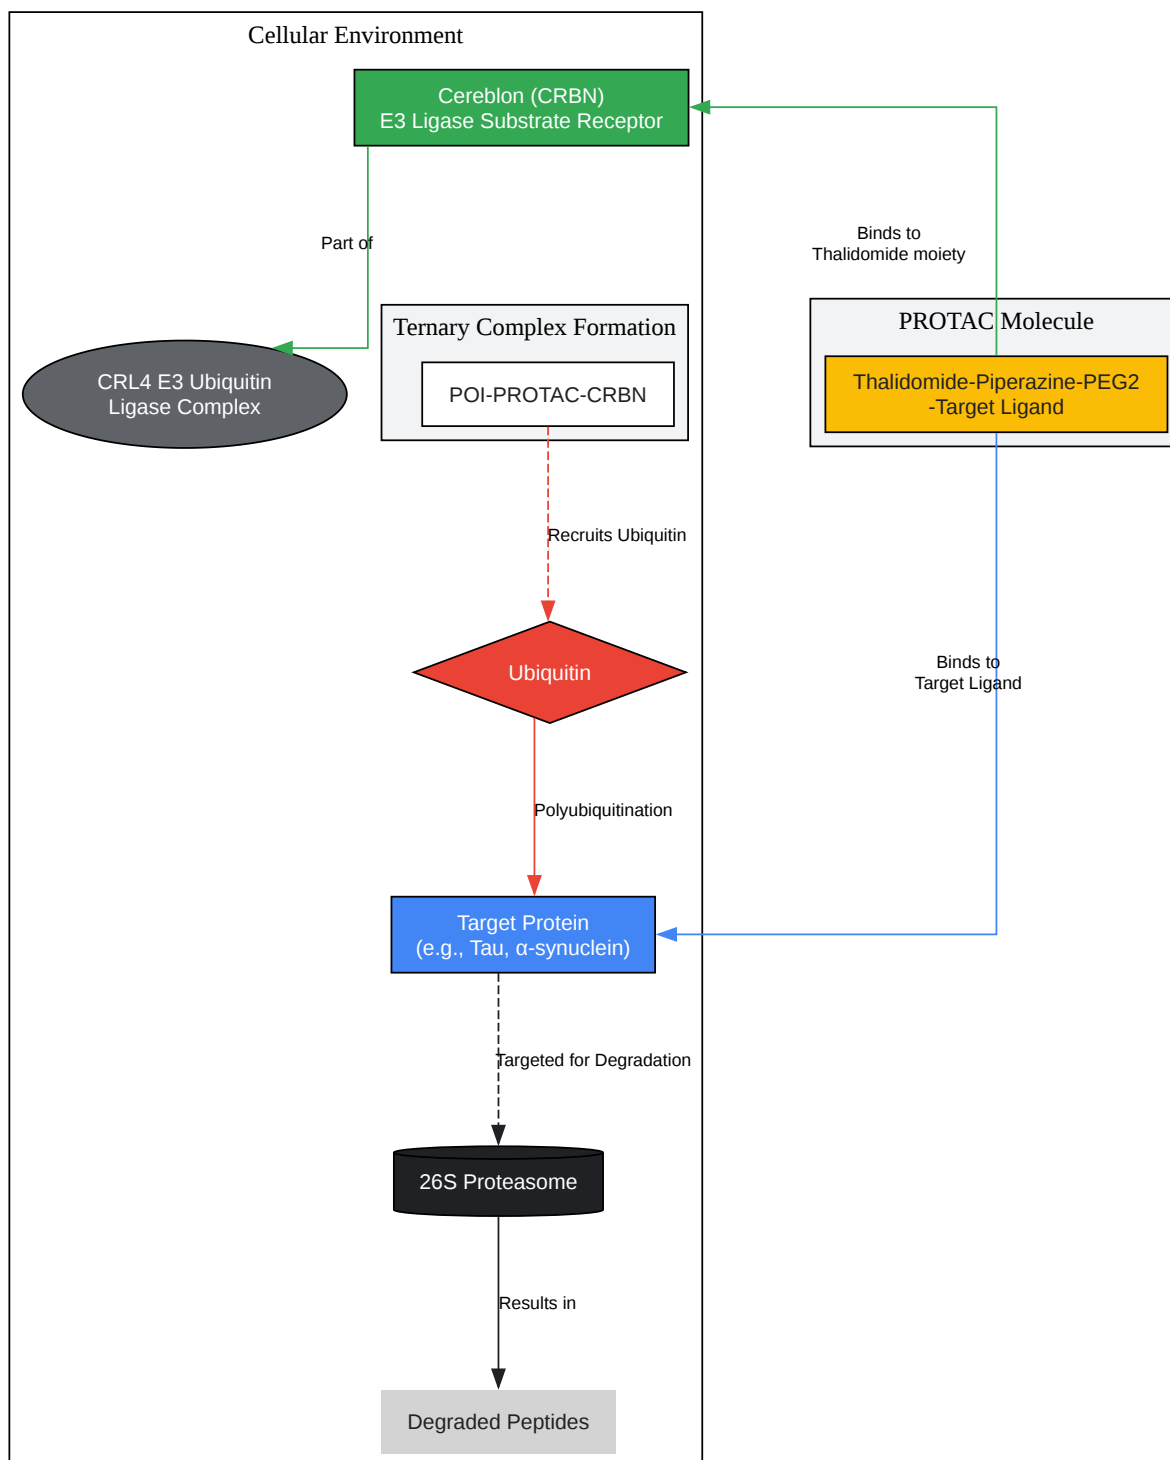 Cellular Environment
Cereblon (CRBN)
E3 Ligase Substrate Receptor
Part of
Binds to
Thalidomide moiety
Ternary Complex Formation
POI-PROTAC-CRBN
PROTAC Molecule
Thalidomide-Piperazine-PEG2
-Target Ligand
CRL4 E3 Ubiquitin
Ligase Complex
Recruits Ubiquitin
Ubiquitin
Binds to
Target Ligand
Polyubiquitination
Target Protein
(e.g., Tau, α-synuclein)
Targeted for Degradation
26S Proteasome
Results in
Degraded Peptides